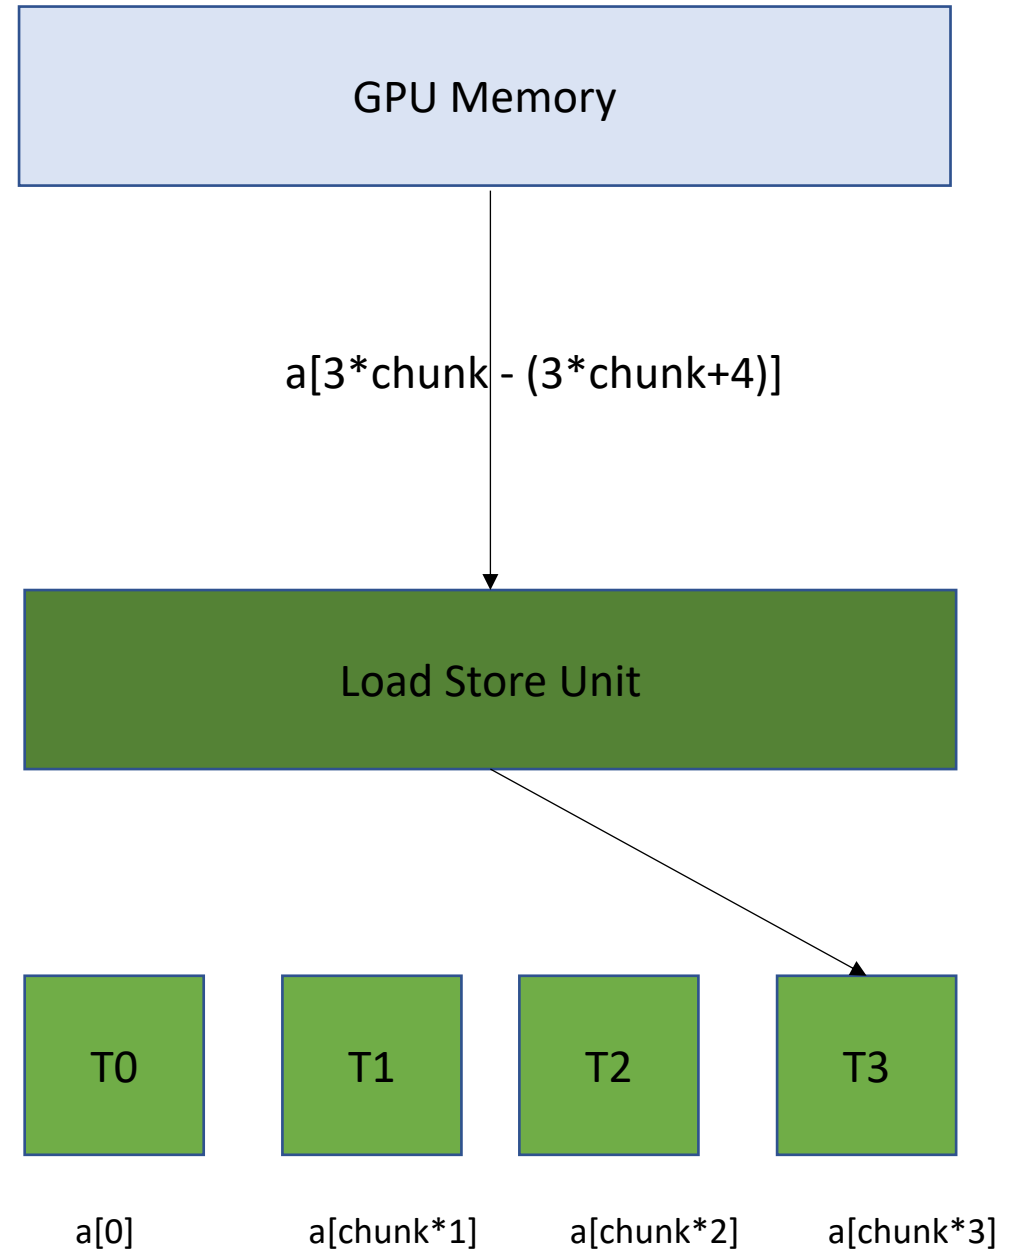 GPU Memory
a[3*chunk - (3*chunk+4)]
Load Store Unit
T0 T1 T2 T3
a[0] a[chunk*1] a[chunk*2] a[chunk*3]